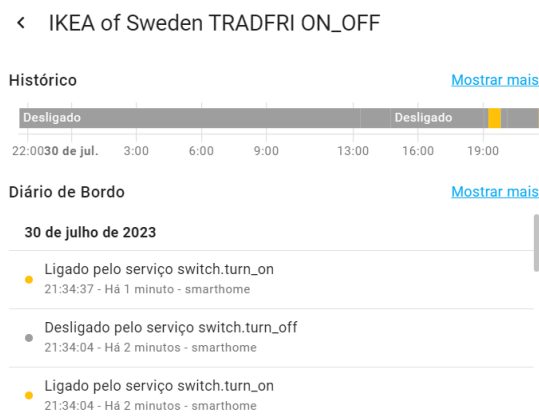 IKEA of Sweden TRADFRI ON_OFF
Histórico Mostrar mais
Desligado Desligado
22:00 30 de jul. 3:00 6:00 9:00 13:00 16:00 19:00
Diário de Bordo Mostrar mais
30 de julho de 2023
Ligado pelo serviço switch.turn_on
21:34:37 - Há 1 minuto - smarthome
Desligado pelo serviço switch.turn_off
21:34:04 - Há 2 minutos - smarthome
Ligado pelo serviço switch.turn_on
21:34:04 - Há 2 minutos - smarthome